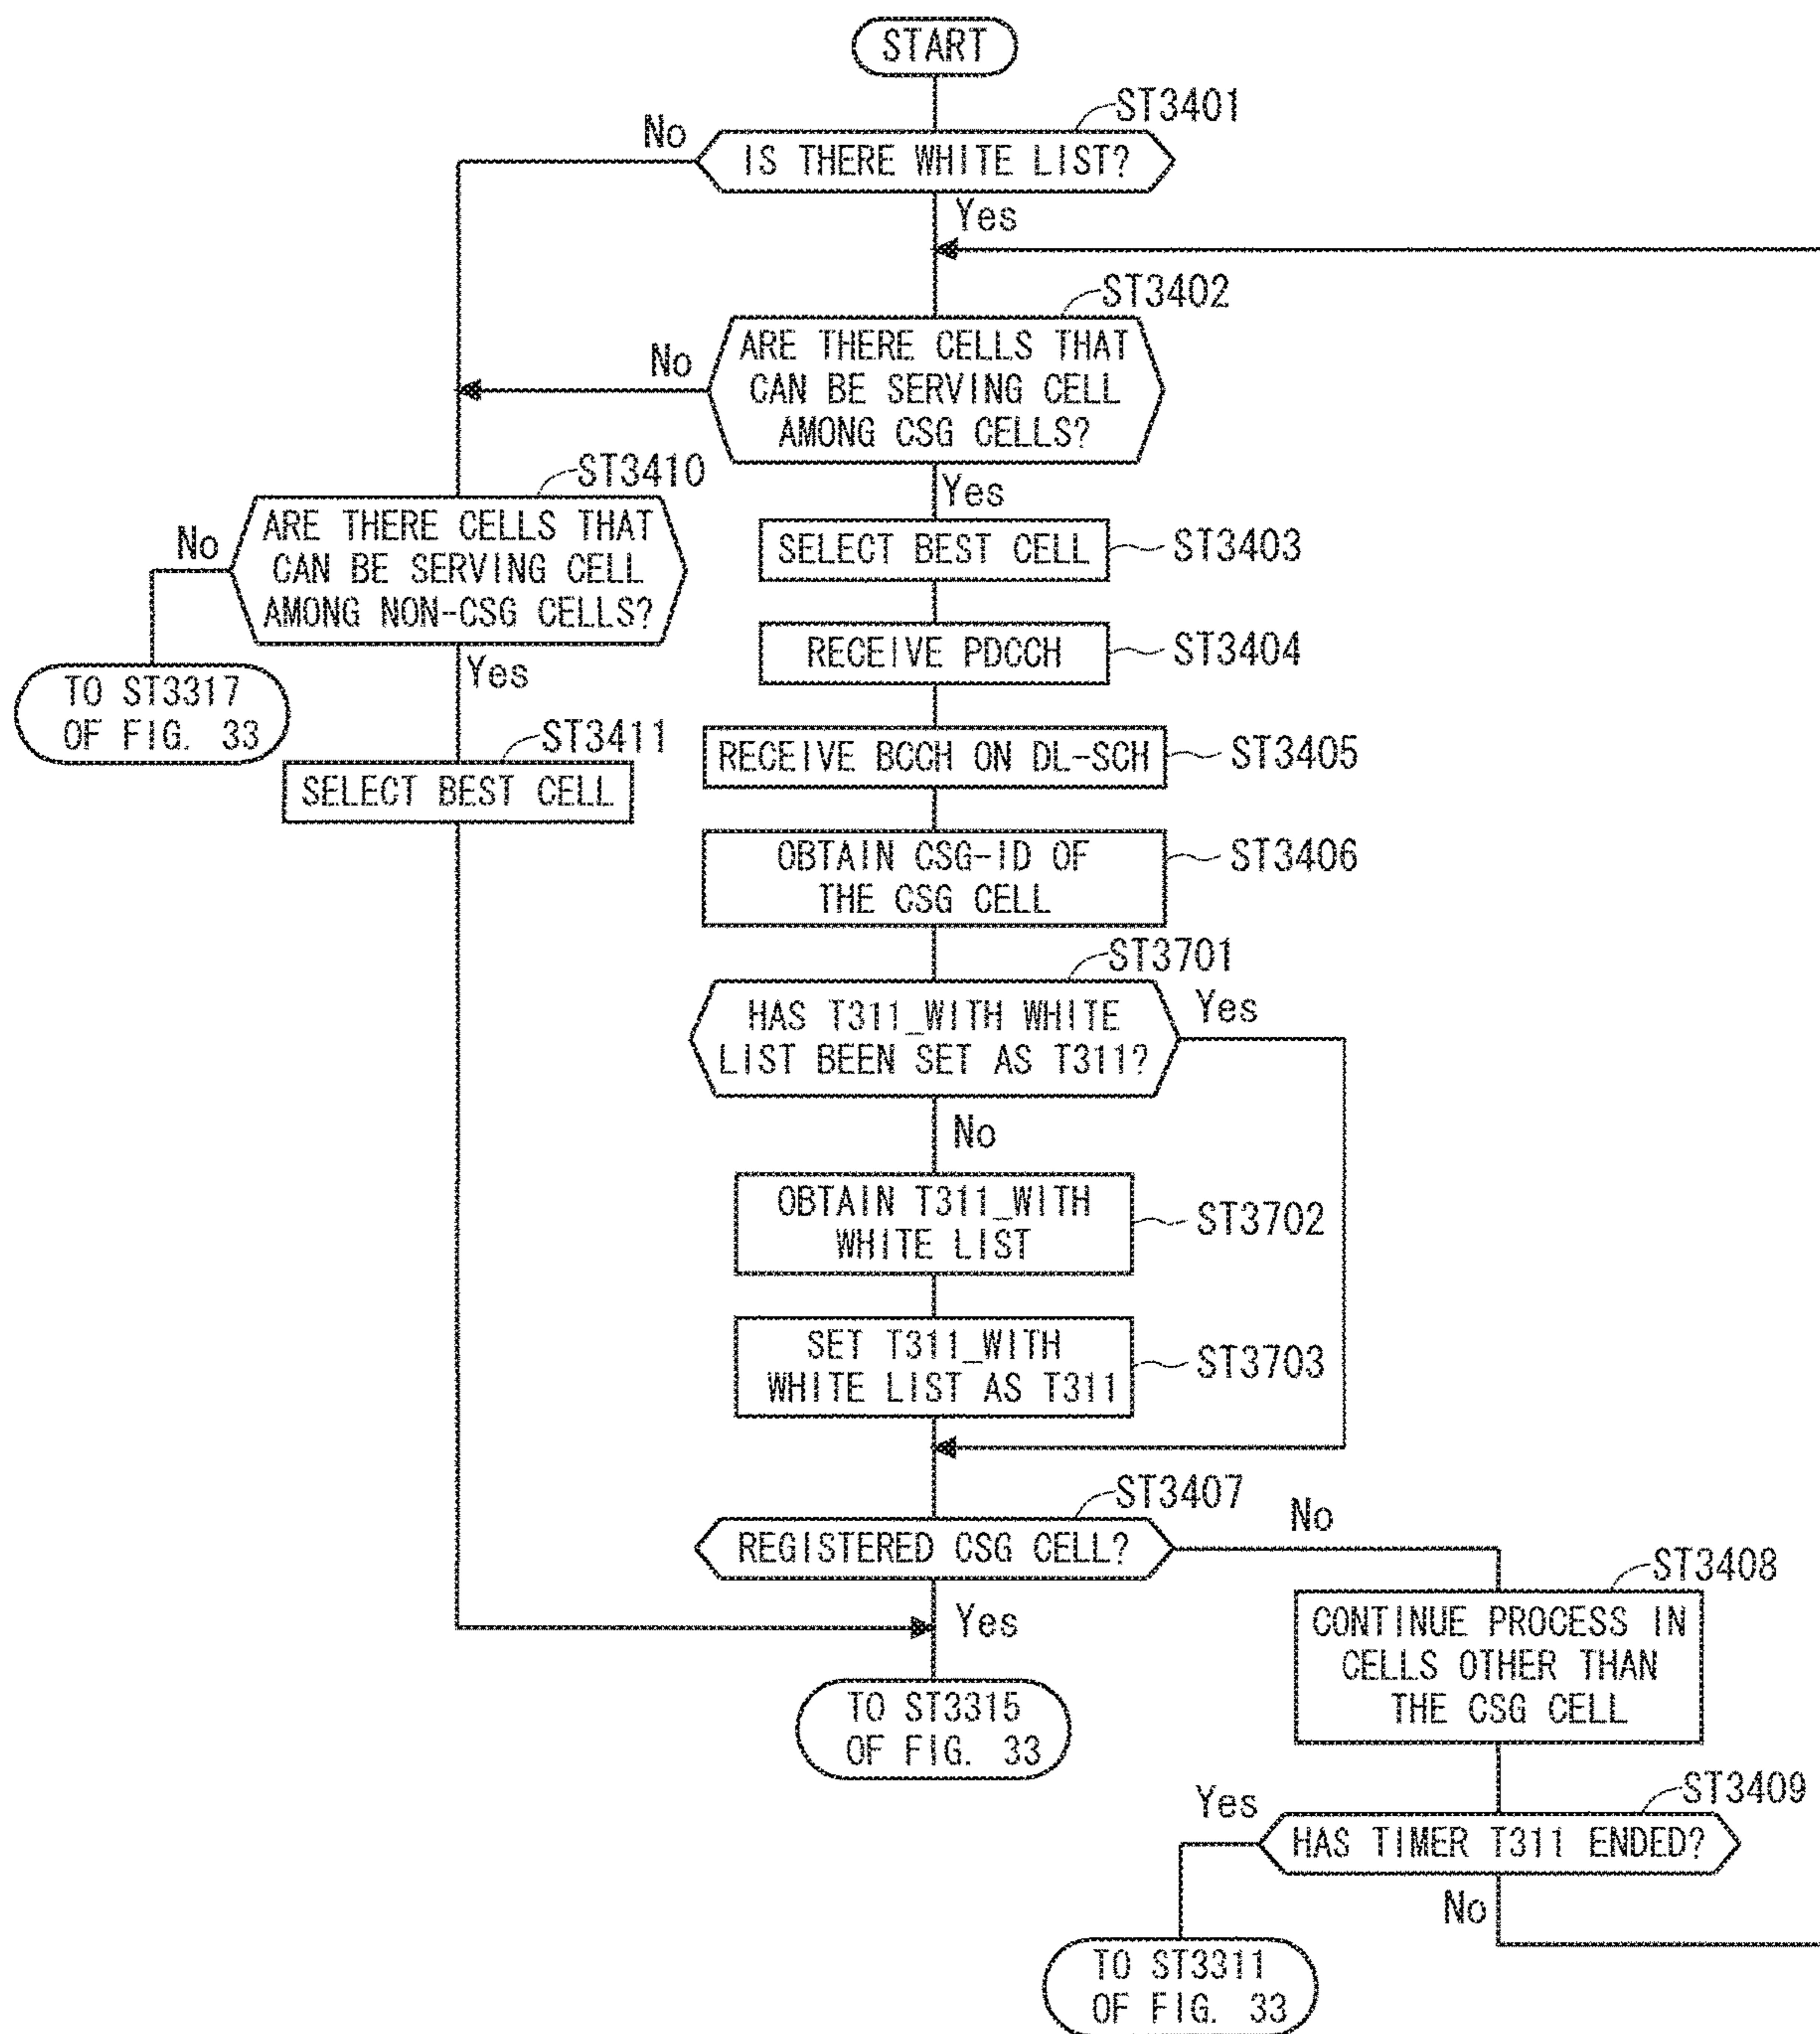 START
ST3401
No
IS THERE WHITE LIST?
Yes
ST3402
No
ARE THERE CELLS THAT
CAN BE SERVING CELL
AMONG CSG CELLS?
ST3410
Yes
No
ARE THERE CELLS THAT
CAN BE SERVING CELL
AMONG NON-CSG CELLS?
SELECT BEST CELL
ST3403
RECEIVE PDCCH
ST3404
TO ST3317
OF FIG. 33
Yes
ST3411
SELECT BEST CELL
RECEIVE BCCH ON DL-SCH
ST3405
OBTAIN CSG-ID OF
THE CSG CELL
ST3406
ST3701
HAS T311_WITH WHITE
LIST BEEN SET AS T311?
Yes
No
OBTAIN T311_WITH
WHITE LIST
ST3702
SET T311_WITH
WHITE LIST AS T311
ST3703
ST3407
REGISTERED CSG CELL?
No
Yes
ST3408
CONTINUE PROCESS IN
CELLS OTHER THAN
THE CSG CELL
TO ST3315
OF FIG. 33
ST3409
Yes
HAS TIMER T311 ENDED?
No
TO ST3311
OF FIG. 33